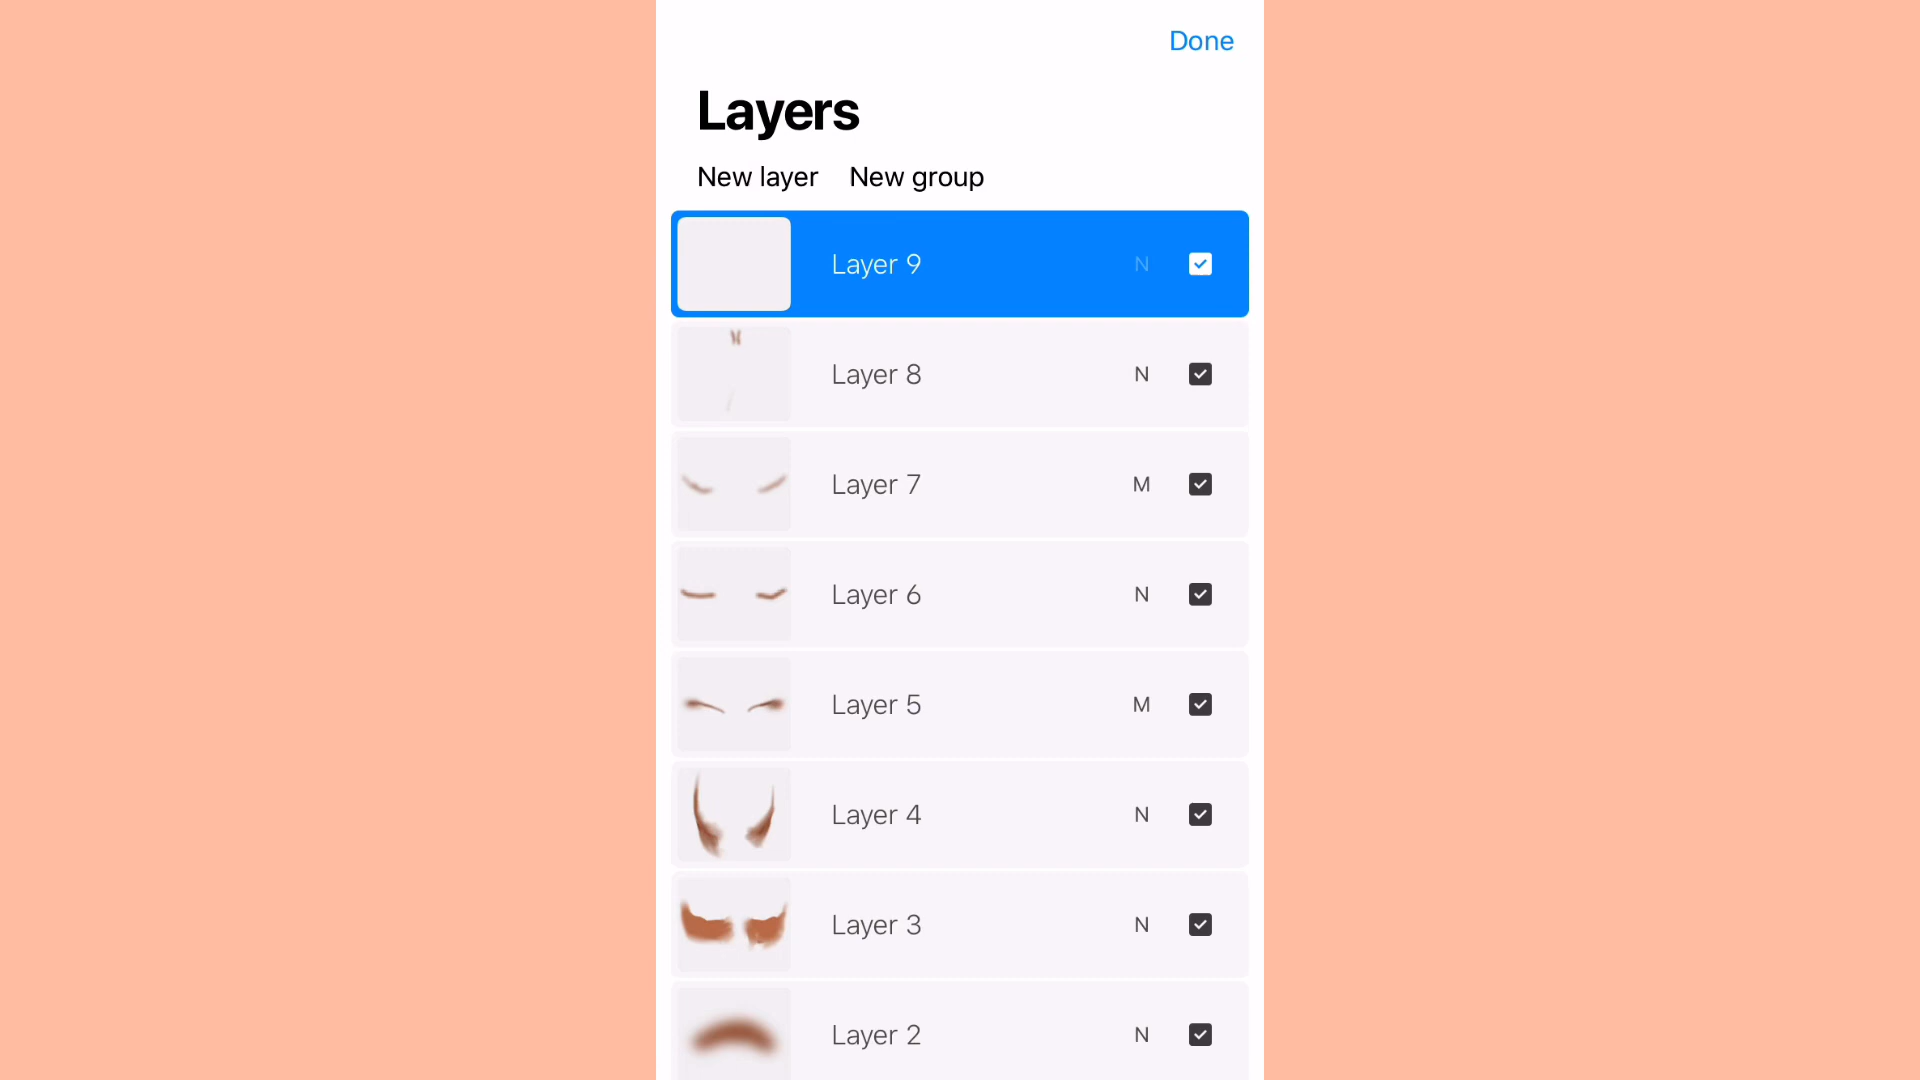 Done
Layers
New layer New group
Layer 9 N
Layer 8 N
Layer 7 M
Layer 6 N
Layer 5 M
Layer 4 N
Layer 3 N
Layer 2 N